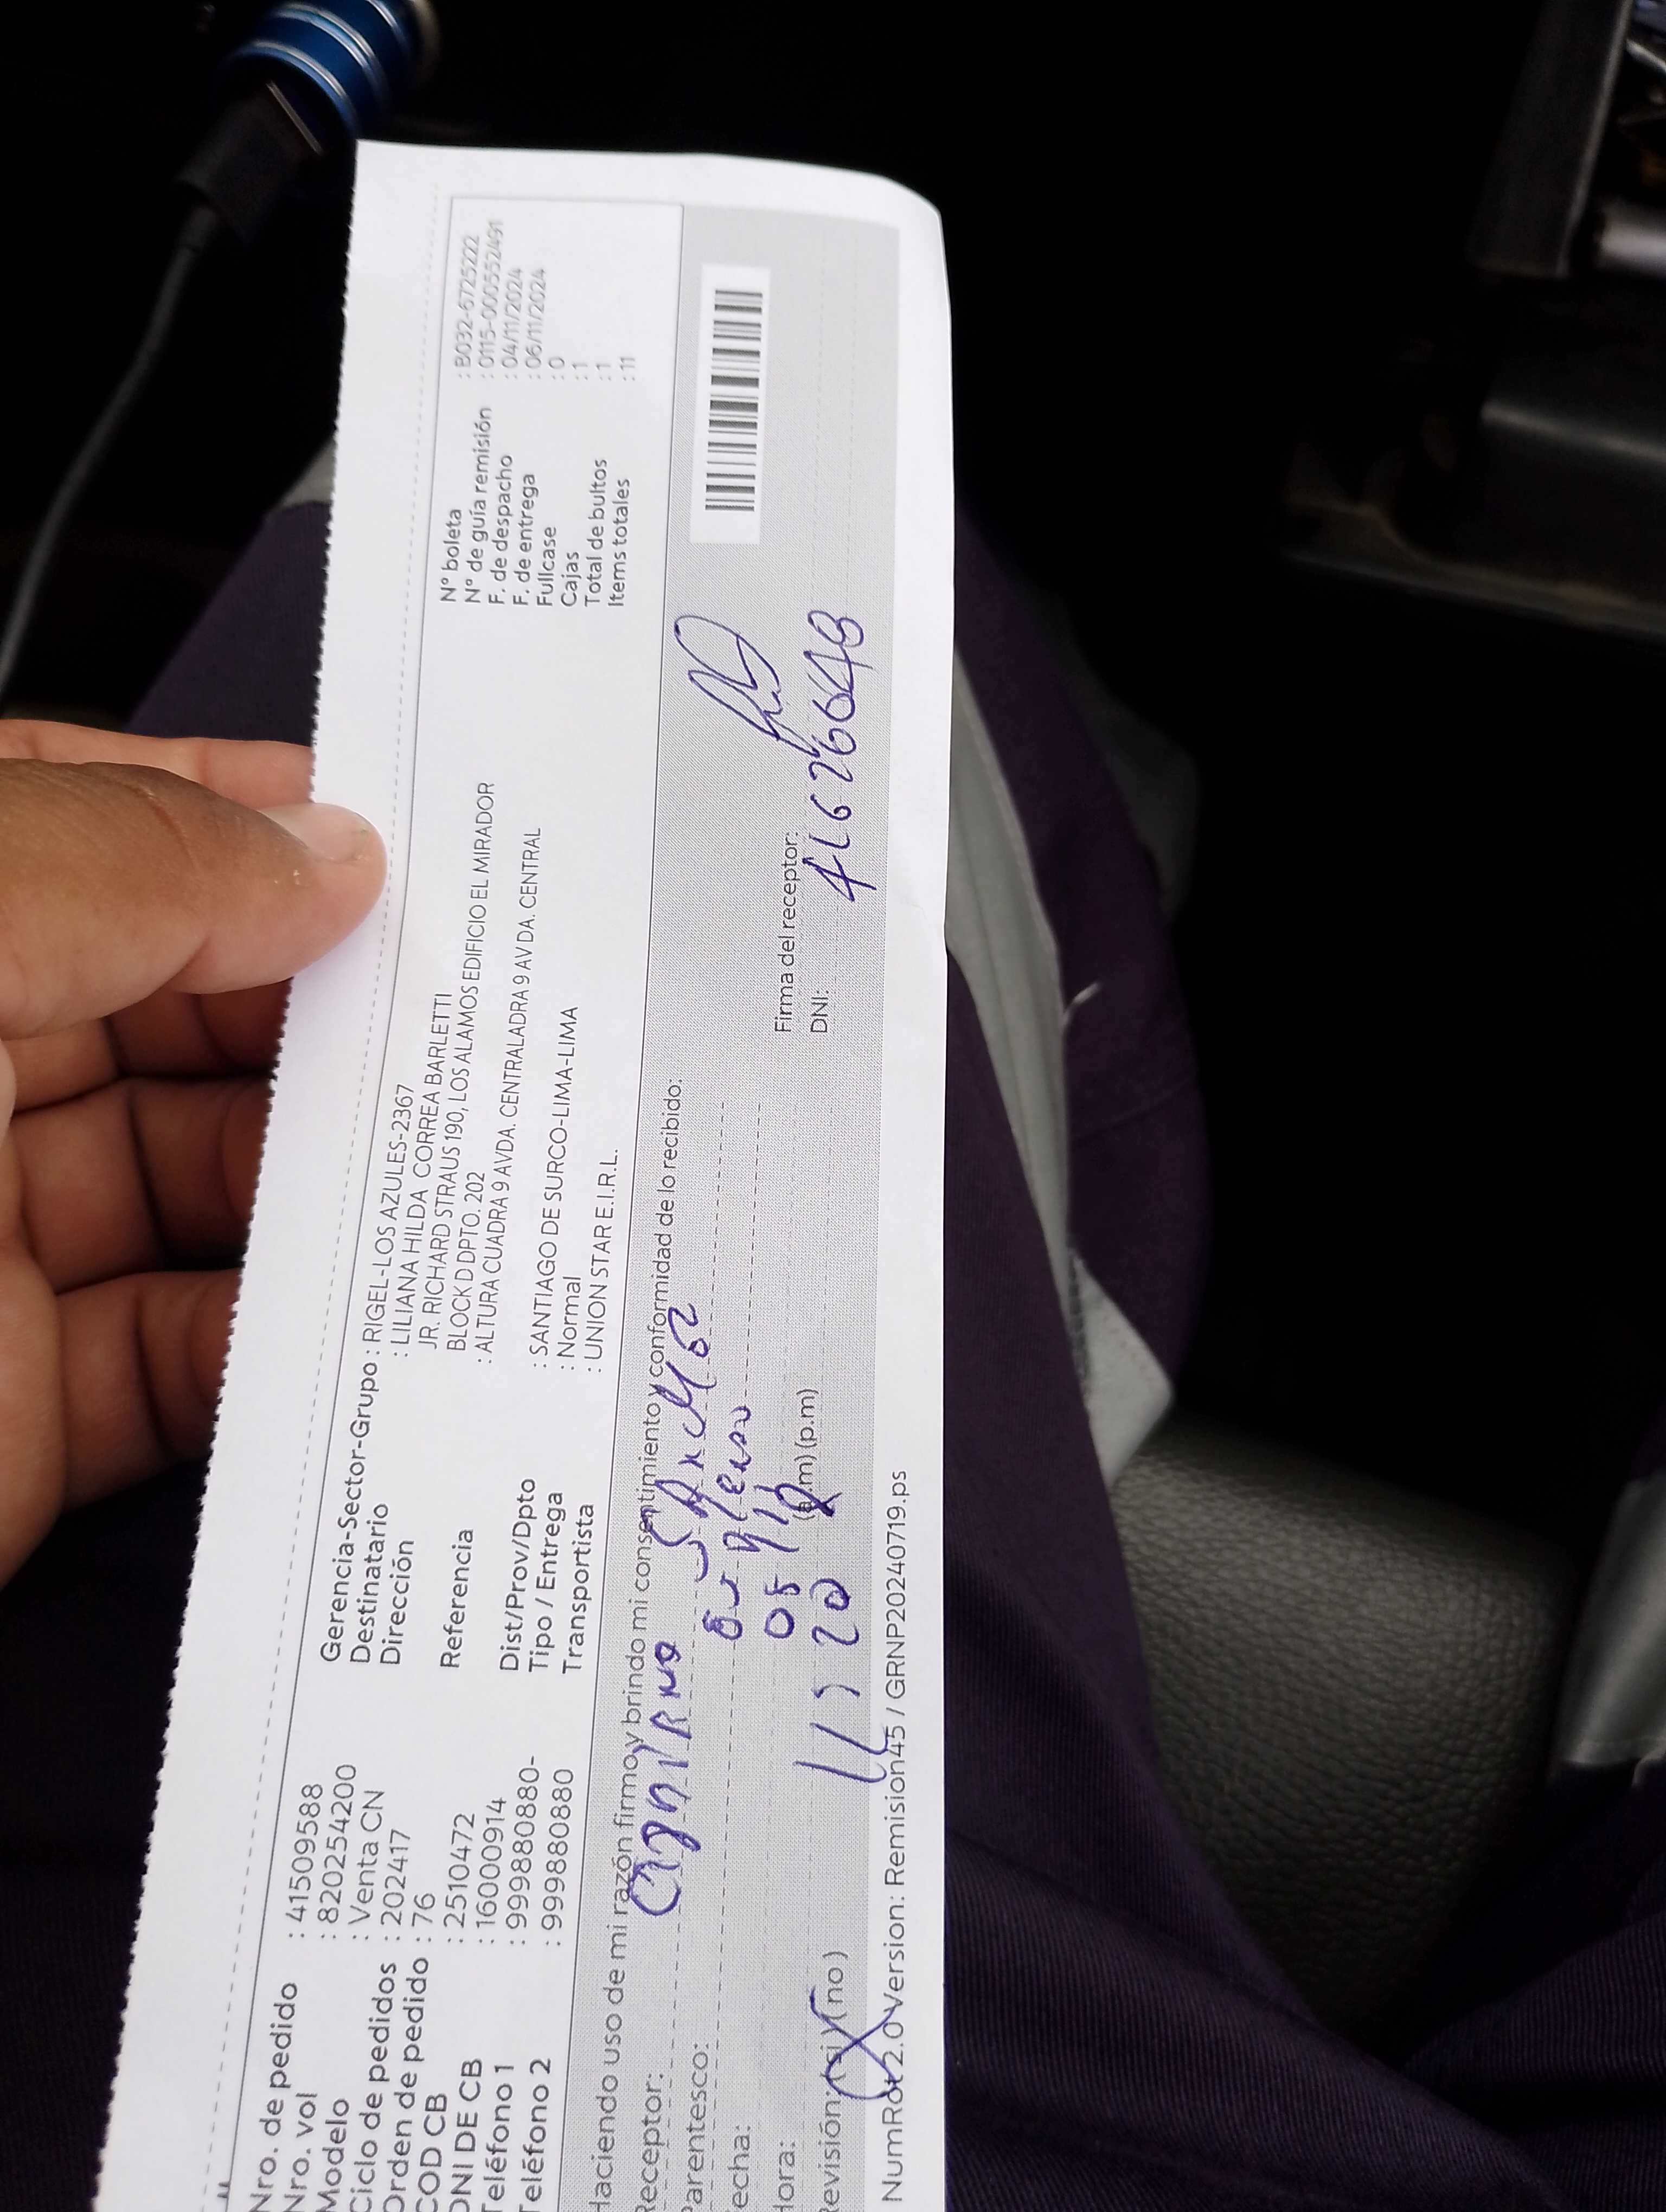 Nro. de pedido : 41509588
Nro. vol : 8202254200
Modelo : Venta CN
Ciclo de pedidos : 202417
Orden de pedido : 76
COD CB : 2510472
DNI DE CB : 16000914
Teléfono 1 : 999880880-
Teléfono 2 : 999880880
Gerencia-Sector-Grupo : RIGEL-LOS AZULES-2367
Destinatario : LILIANA HILDA CORREA BARLETTI
Dirección JR. RICHARD STRAUS 190, LOS ALAMOS EDIFICIO EL MIRADOR
BLOCK D DPTO. 202
Referencia : ALTURA CUADRA 9 AVDA. CENTRALADRA 9 AVDA. CENTRAL
Dist/Prov/Dpto : SANTIAGO DE SURCO-LIMA-LIMA
Tipo / Entrega : Normal
Transportista : UNION STAR E.I.R.L.
N° boleta : B032-6725222
N° de guía remisión : 0115-000552491
F. de despacho : 04/11/2024
F. de entrega : 06/11/2024
Fullcase : 0
Cajas : 1
Total de bultos : 1
Items totales : 11
Haciendo uso de mi razón firmo y brindo mi consentimiento y conformidad de lo recibido:
Receptor:
Parentesco:
Fecha:
Hora: (a.m) (p.m)
Revisión: (si) (no)
Firma del receptor:
DNI: 41626648
NumRot2.0 Version: Remision45 / GRNP20240719.ps